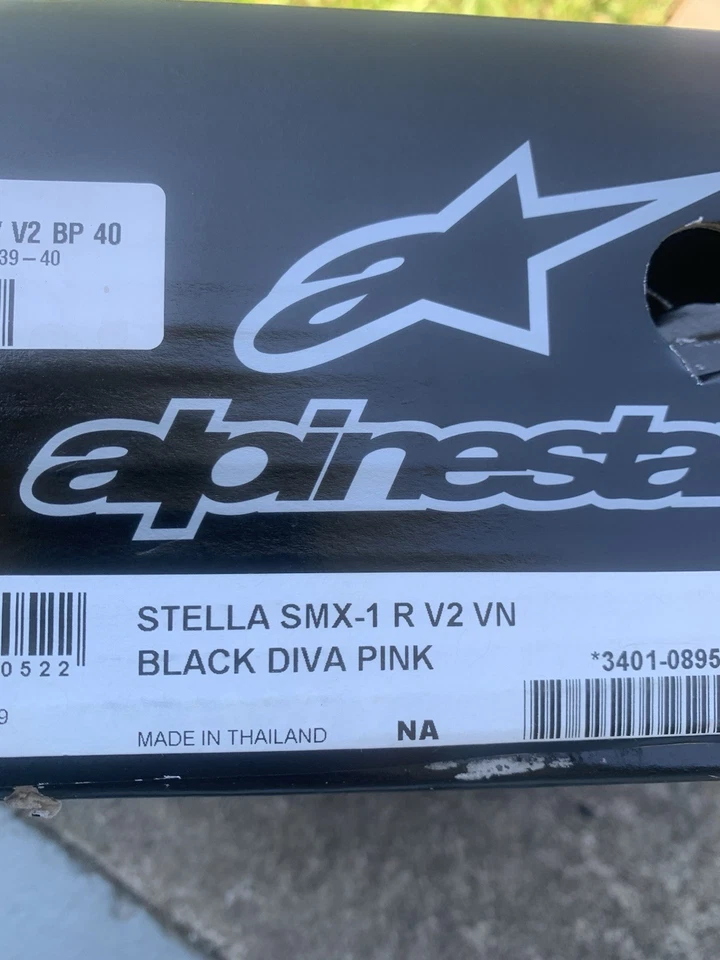 V2 BP 40
39-40
alpinesta
STELLA SMX-1 R V2 VN
0522
BLACK DIVA PINK
*3401-0895
9
MADE IN THAILAND
NA